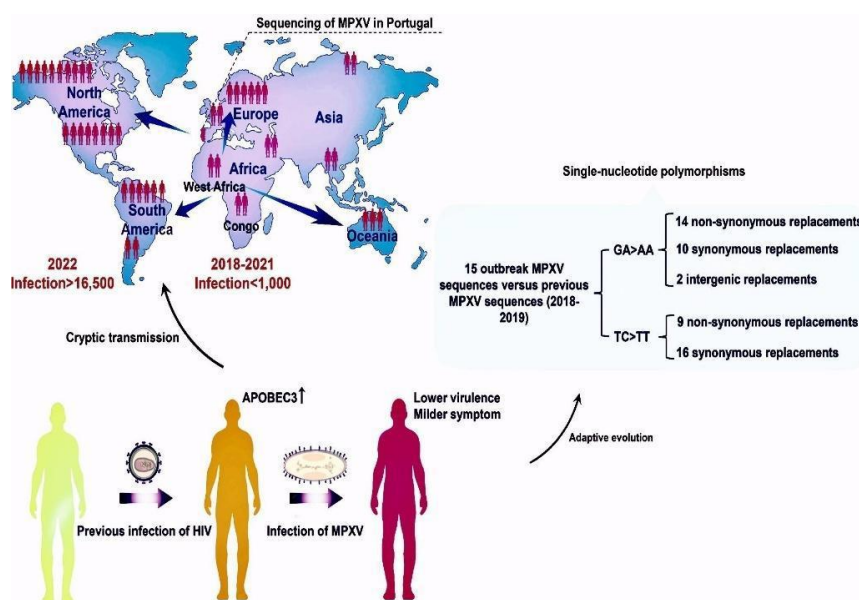 Sequencing of MPXV in Portugal
North
America
Europe
Asia
Africa
West Africa
South
America
Congo
Oceania
2022
Infection>16,500
2018-2021
Infection<1,000
Single-nucleotide polymorphisms
15 outbreak MPXV
sequences versus previous
MPXV sequences (2018-
2019)
GA>AA
14 non-synonymous replacements
10 synonymous replacements
2 intergenic replacements
TC>TT
9 non-synonymous replacements
16 synonymous replacements
Cryptic transmission
APOBEC3↑
Lower virulence
Milder symptom
Adaptive evolution
Previous infection of HIV
Infection of MPXV